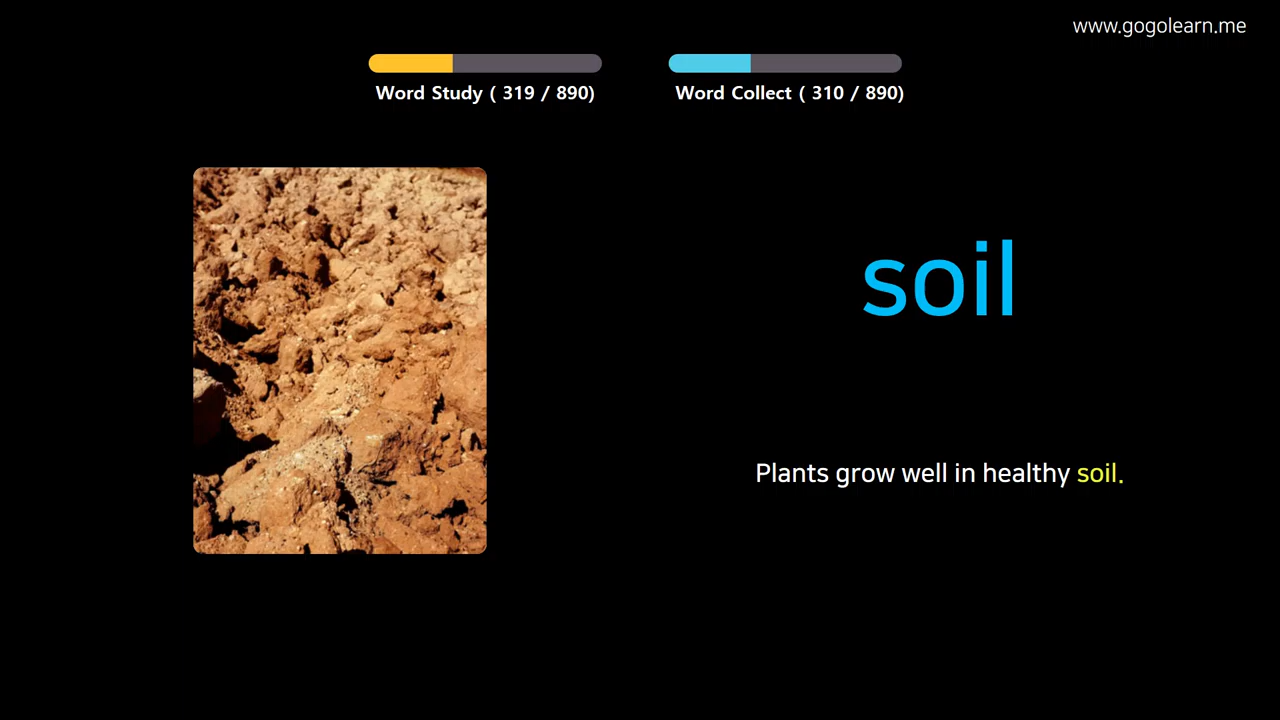 www.gogolearn.me
Word Study ( 319 / 890)
Word Collect ( 310 / 890)
soil
Plants grow well in healthy soil.